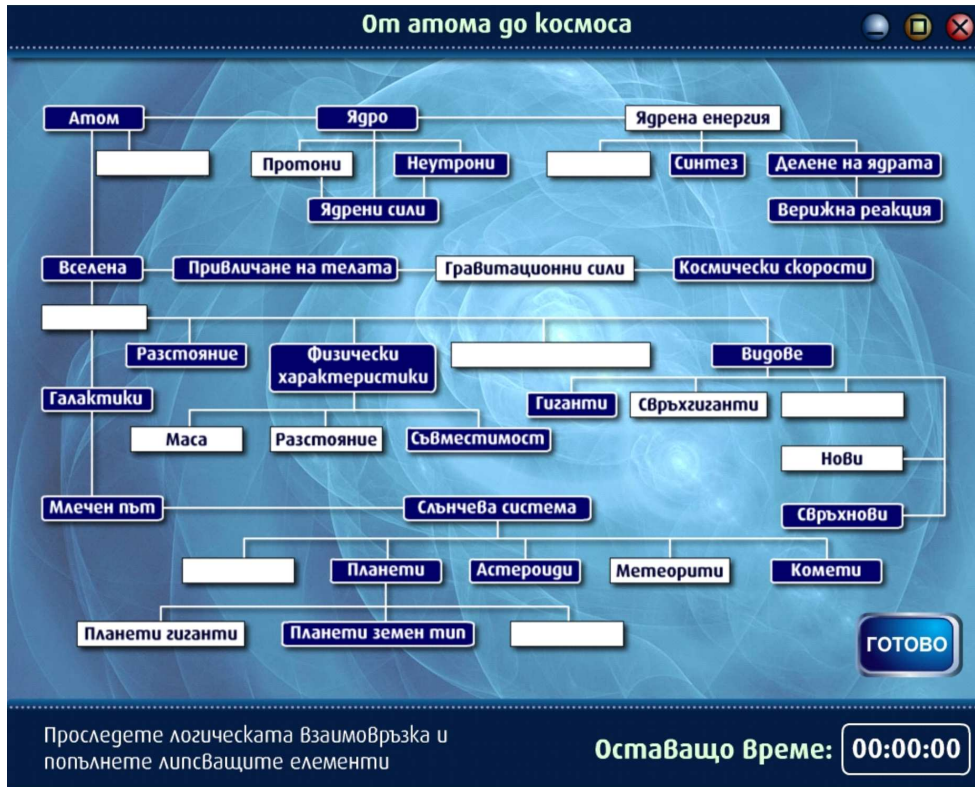 От атома до космоса
Атом
Ядро
Ядрена енергия
Протони
Неутрони
Синтез
Делене на ядрата
Ядрени сили
Верижна реакция
Вселена
Привличане на телата
Гравитационни сили
Космически скорости
Разстояние
Физически
характеристики
Видове
Галактики
Гиганти
Свръхгиганти
Маса
Разстояние
Съвместимост
Нови
Млечен път
Слънчева система
Свръхнови
Планети
Астероиди
Метеорити
Комети
Планети гиганти
Планети земен тип
ГОТОВО
Проследете логическата взаимовръзка и
попълнете липсващите елементи
Оставащо време:
00:00:00